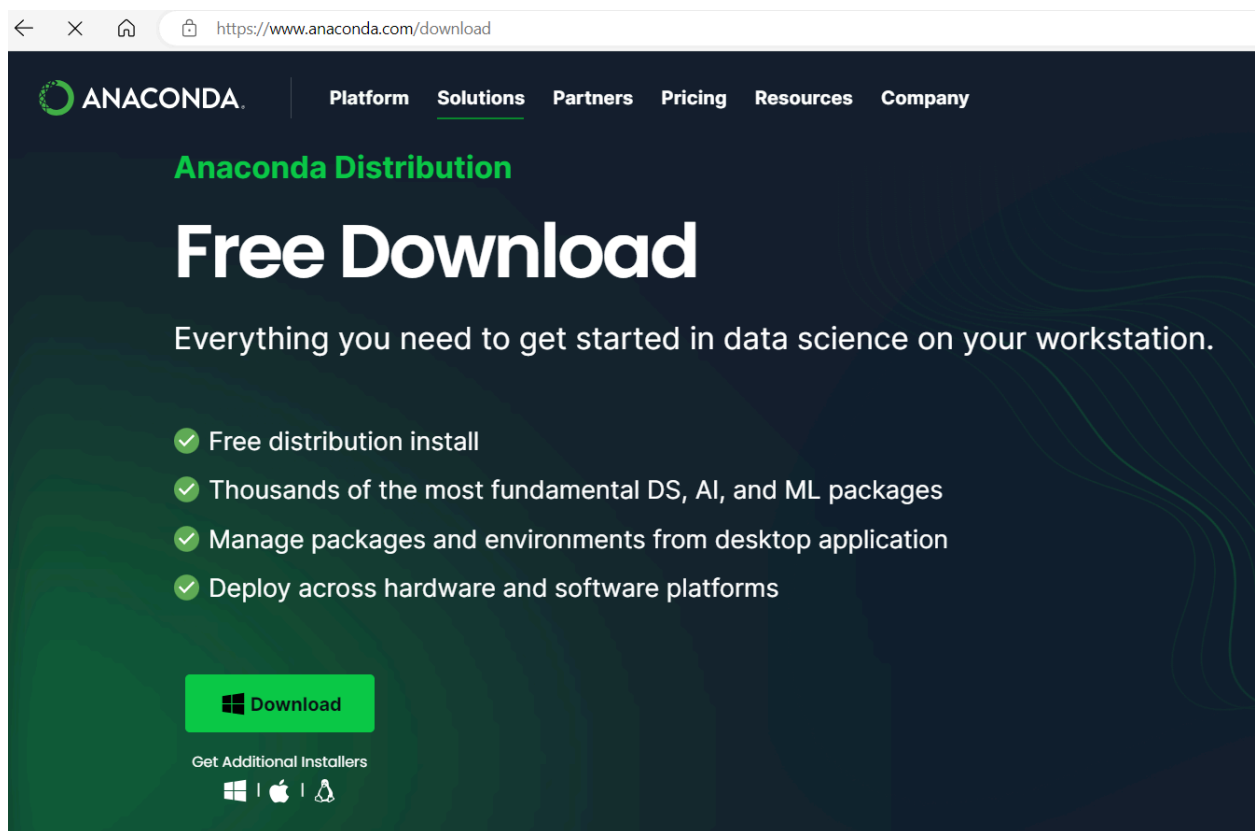 https://www.anaconda.com/download
ANACONDA.
Platform Solutions Partners Pricing Resources Company
Anaconda Distribution
Free Download
Everything you need to get started in data science on your workstation.
Free distribution install
Thousands of the most fundamental DS, AI, and ML packages
Manage packages and environments from desktop application
Deploy across hardware and software platforms
Download
Get Additional Installers